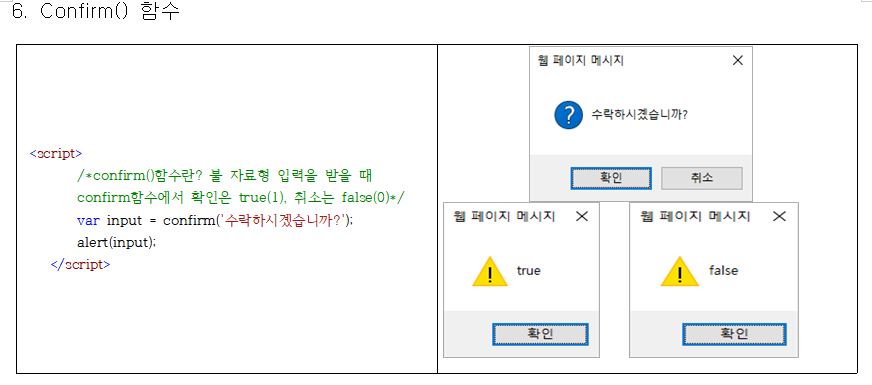 6. Confirm() 함수
<script>
/*confirm()함수란? 불 자료형 입력을 받을 때
confirm함수에서 확인은 true(1), 취소는 false(0)*/
var input = confirm('수락하시겠습니까?');
alert(input);
</script>
웹 페이지 메시지
수락하시겠습니까?
확인 취소
웹 페이지 메시지
true
확인
웹 페이지 메시지
false
확인